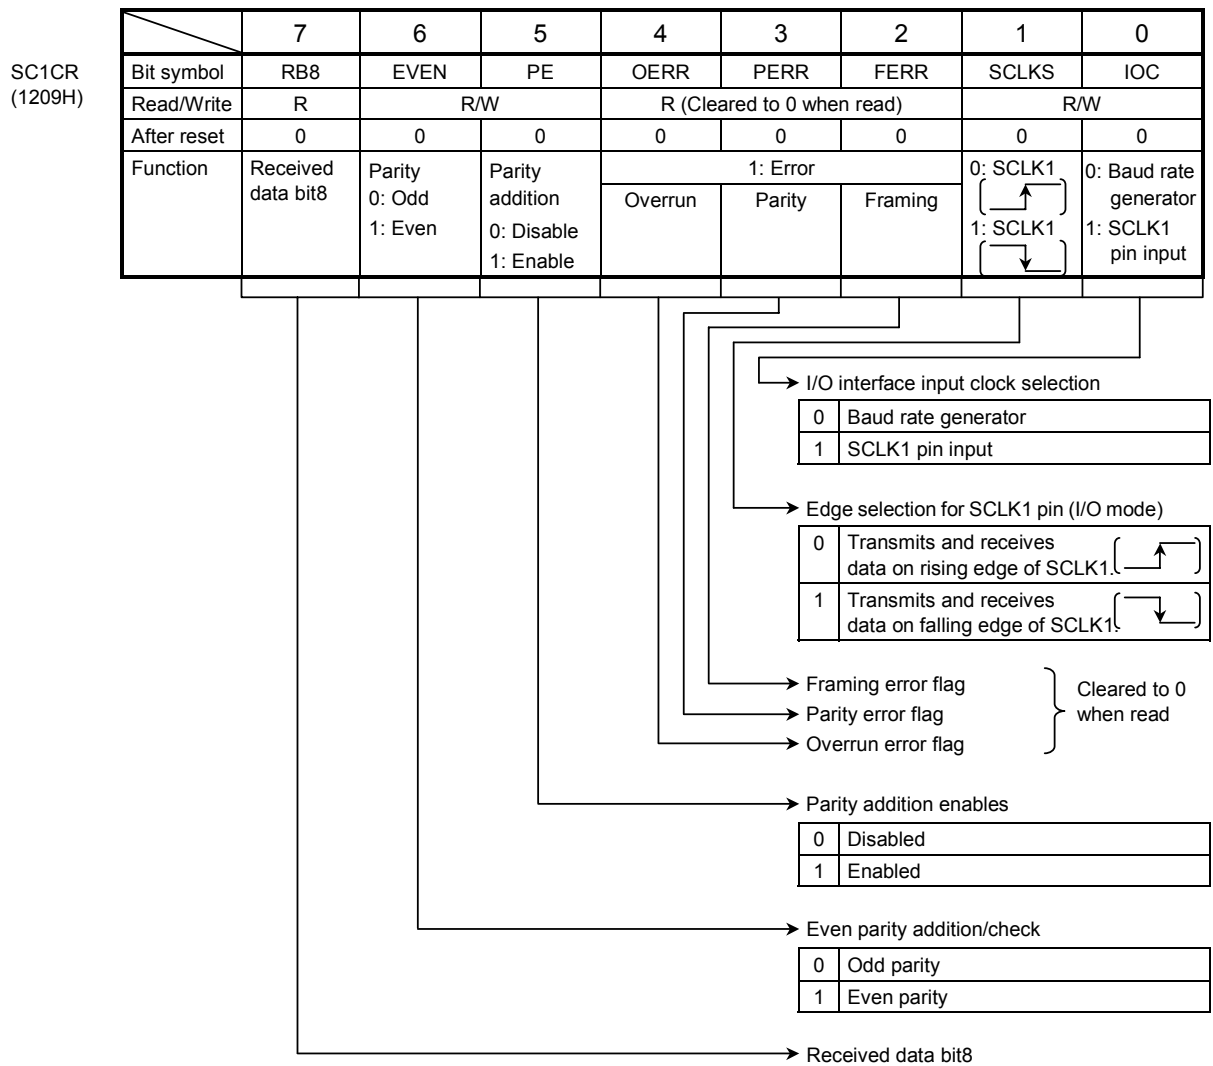 7 6 5 4 3 2 1 0
SC1CR
(1209H)
Bit symbol RB8 EVEN PE OERR PERR FERR SCLKS IOC
Read/Write R R/W R (Cleared to 0 when read) R/W
After reset 0 0 0 0 0 0 0 0
Function
Received
data bit8
Parity
0: Odd
1: Even
Parity
addition
0: Disable
1: Enable
1: Error
Overrun Parity Framing
0: SCLK1
1: SCLK1
0: Baud rate
generator
1: SCLK1
pin input
I/O interface input clock selection
0 Baud rate generator
1 SCLK1 pin input
Edge selection for SCLK1 pin (I/O mode)
0 Transmits and receives
data on rising edge of SCLK1.
1 Transmits and receives
data on falling edge of SCLK1.
Framing error flag
Parity error flag
Overrun error flag
Cleared to 0
when read
Parity addition enables
0 Disabled
1 Enabled
Even parity addition/check
0 Odd parity
1 Even parity
Received data bit8